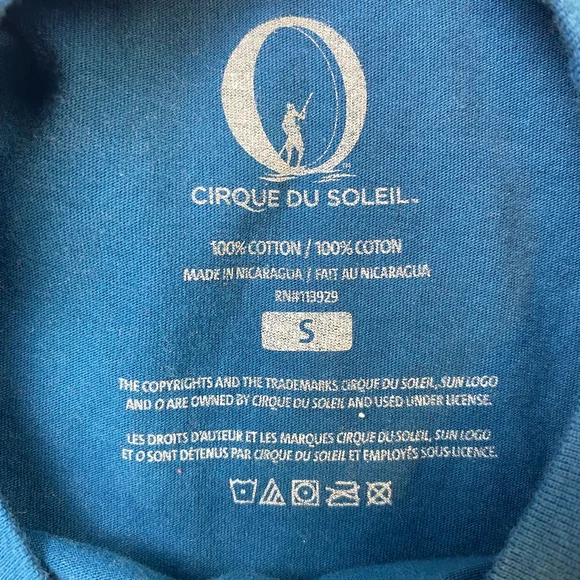 O
CIRQUE DU SOLEIL™
100% COTTON / 100% COTON
MADE IN NICARAGUA / FAIT AU NICARAGUA
RN#113929
S
THE COPYRIGHTS AND THE TRADEMARKS CIRQUE DU SOLEIL, SUN LOGO
AND O ARE OWNED BY CIRQUE DU SOLEIL AND USED UNDER LICENSE.
LES DROITS D'AUTEUR ET LES MARQUES CIRQUE DU SOLEIL, SUN LOGO
ET O SONT DÉTENUS PAR CIRQUE DU SOLEIL ET EMPLOYÉS SOUS-LICENCE.